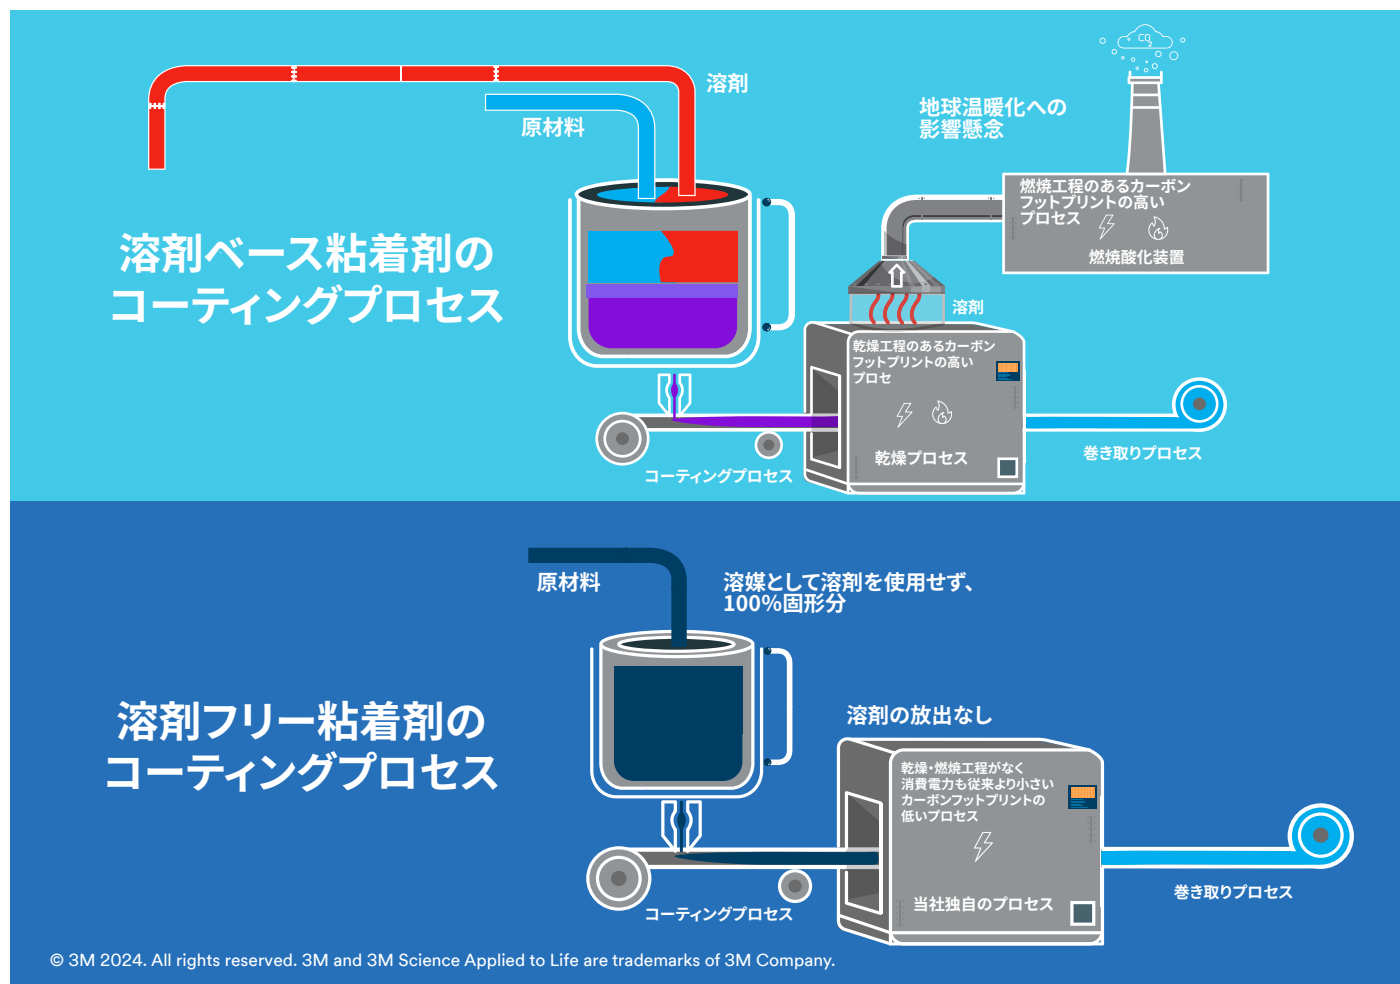 溶剤
原材料
地球温暖化への
影響懸念
CO2
燃焼工程のあるカーボン
フットプリントの高い
プロセス
燃焼酸化装置
溶剤ベース粘着剤の
コーティングプロセス
溶剤
乾燥工程のあるカーボン
フットプリントの高い
プロセ
乾燥プロセス
コーティングプロセス
巻き取りプロセス
原材料
溶媒として溶剤を使用せず、
100%固形分
溶剤フリー粘着剤の
コーティングプロセス
溶剤の放出なし
乾燥・燃焼工程がなく
消費電力も従来より小さい
カーボンフットプリントの
低いプロセス
当社独自のプロセス
コーティングプロセス
巻き取りプロセス
© 3M 2024. All rights reserved. 3M and 3M Science Applied to Life are trademarks of 3M Company.